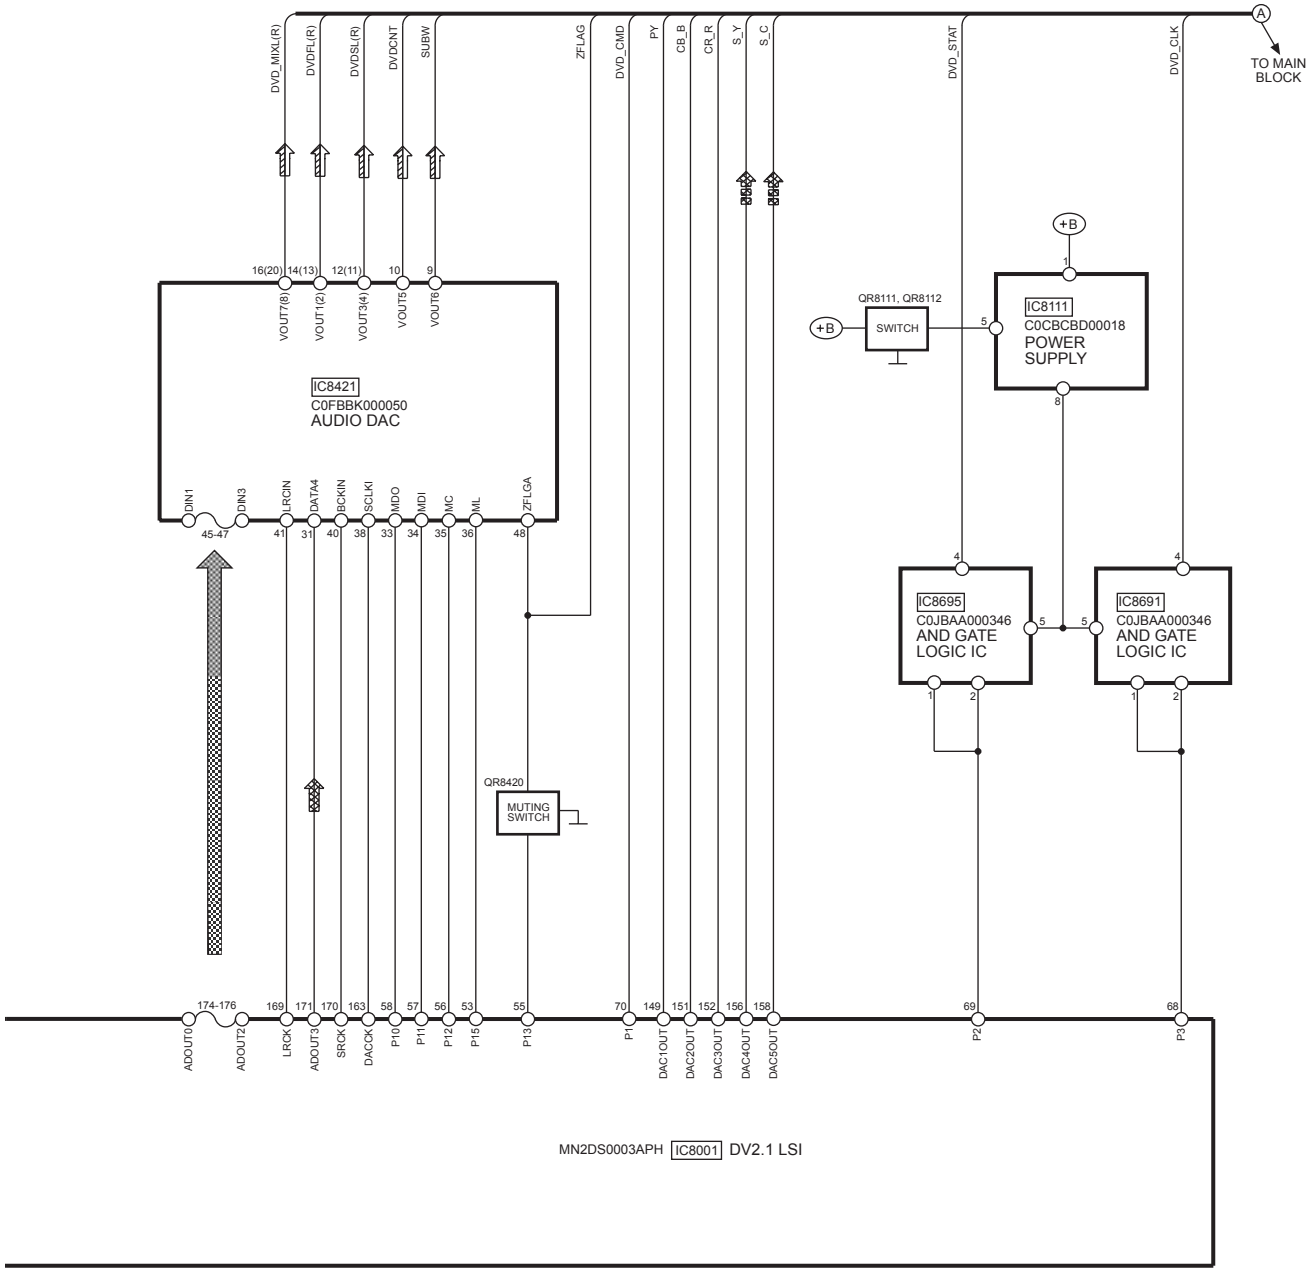 A
TO MAIN
BLOCK
DVD_MIXL(R)
DVDFL(R)
DVDSL(R)
DVDCNT
SUBW
ZFLAG
DVD_CMD
PY
CB_B
CR_R
S_Y
S_C
DVD_STAT
DVD_CLK
+B
1
16(20)
14(13)
12(11)
10
9
VOUT7(8)
VOUT1(2)
VOUT3(4)
VOUT5
VOUT6
QR8111, QR8112
+B
SWITCH
5
IC8111
C0CBCBD00018
POWER
SUPPLY
8
IC8421
C0FBBK000050
AUDIO DAC
DIN1
DIN3
LRCIN
DATA4
BCKIN
SCLKI
MDO
MDI
MC
ML
ZFLGA
45-47
41
31
40
38
33
34
35
36
48
4
4
IC8695
C0JBAA000346
AND GATE
LOGIC IC
5
5
IC8691
C0JBAA000346
AND GATE
LOGIC IC
1
2
1
2
QR8420
MUTING
SWITCH
174-176
169
171
170
163
58
57
56
53
55
70
149
151
152
156
158
69
68
ADOUT0
ADOUT2
LRCK
ADOUT3
SRCK
DACCK
P10
P11
P12
P15
P13
P1
DAC1OUT
DAC2OUT
DAC3OUT
DAC4OUT
DAC5OUT
P2
P3
MN2DS0003APH IC8001 DV2.1 LSI